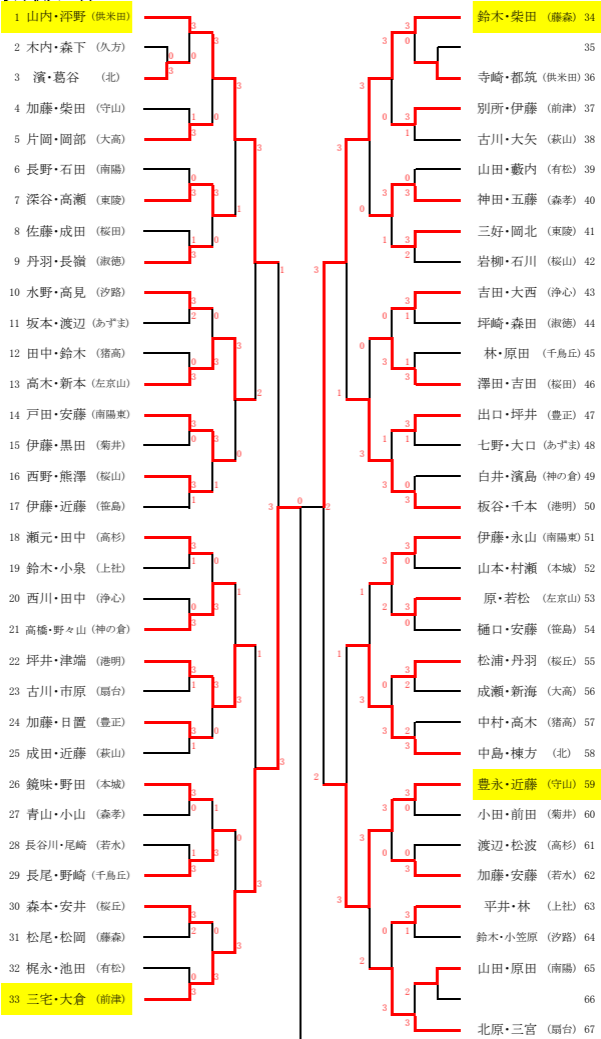 1 山内・泙野 (供米田)
2 木内・森下 (久方)
3 濱・葛谷 (北)
4 加藤・柴田 (守山)
5 片岡・岡部 (大高)
6 長野・石田 (南陽)
7 深谷・高瀬 (東陵)
8 佐藤・成田 (桜田)
9 丹羽・長嶺 (淑徳)
10 水野・高見 (汐路)
11 坂本・渡辺 (あずま)
12 田中・鈴木 (猪高)
13 高木・新本 (左京山)
14 戸田・安藤 (南陽東)
15 伊藤・黒田 (菊井)
16 西野・熊澤 (桜山)
17 伊藤・近藤 (笹島)
18 瀬元・田中 (高杉)
19 鈴木・小泉 (上社)
20 西川・田中 (浄心)
21 高橋・野々山 (神の倉)
22 坪井・津端 (港明)
23 古川・市原 (扇台)
24 加藤・日置 (豊正)
25 成田・近藤 (萩山)
26 鏡味・野田 (本城)
27 青山・小山 (森孝)
28 長谷川・尾崎 (若水)
29 長尾・野崎 (千鳥丘)
30 森本・安井 (桜丘)
31 松尾・松岡 (藤森)
32 梶永・池田 (有松)
33 三宅・大倉 (前津)
鈴木・柴田 (藤森) 34
35
寺崎・都筑 (供米田) 36
別所・伊藤 (前津) 37
古川・大矢 (萩山) 38
山田・藪内 (有松) 39
神田・五藤 (森孝) 40
三好・岡北 (東陵) 41
岩柳・石川 (桜山) 42
吉田・大西 (浄心) 43
坪崎・森田 (淑徳) 44
林・原田 (千鳥丘) 45
澤田・吉田 (桜田) 46
出口・坪井 (豊正) 47
七野・大口 (あずま) 48
白井・濱島 (神の倉) 49
板谷・千本 (港明) 50
伊藤・永山 (南陽東) 51
山本・村瀬 (本城) 52
原・若松 (左京山) 53
樋口・安藤 (笹島) 54
松浦・丹羽 (桜丘) 55
成瀬・新海 (大高) 56
中村・高木 (猪高) 57
中島・棟方 (北) 58
豊永・近藤 (守山) 59
小田・前田 (菊井) 60
渡辺・松波 (高杉) 61
加藤・安藤 (若水) 62
平井・林 (上社) 63
鈴木・小笠原 (汐路) 64
山田・原田 (南陽) 65
66
北原・三宮 (扇台) 67